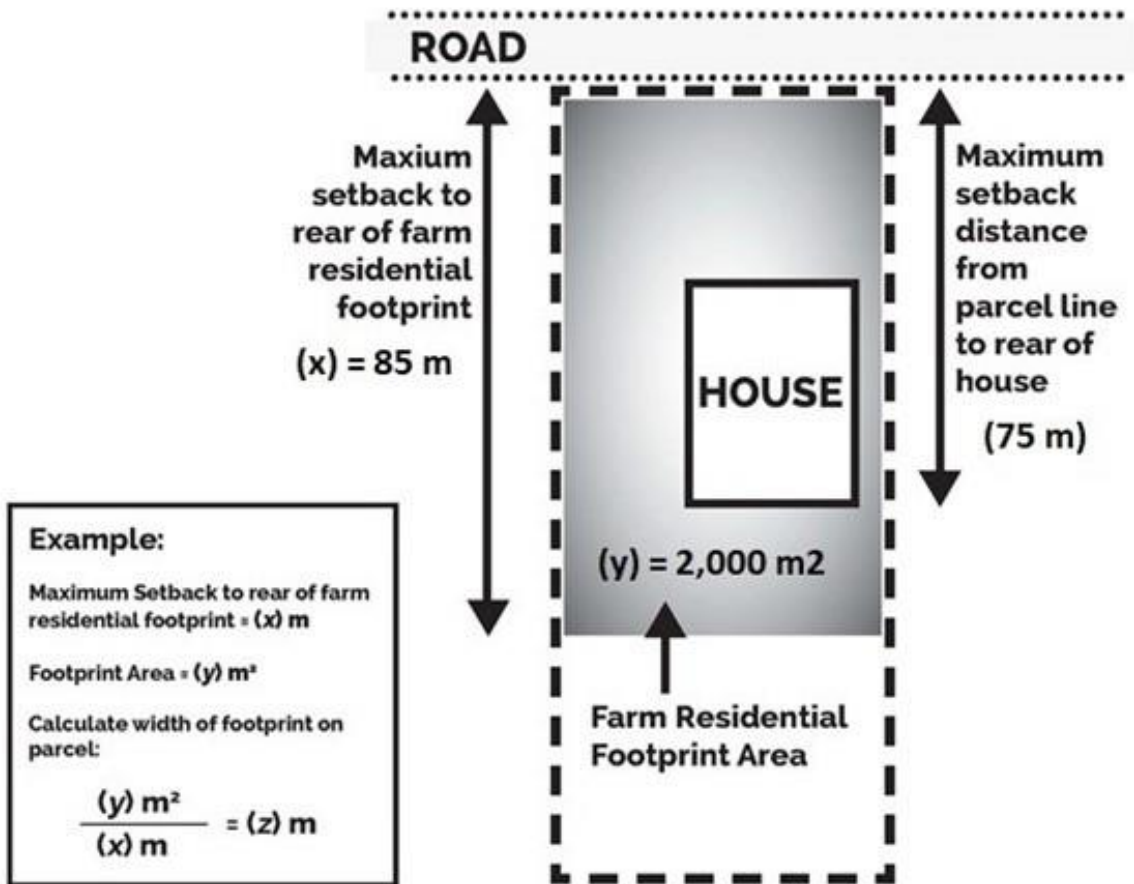 ROAD
Maxium
setback to
rear of farm
residential
footprint
(x) = 85 m
Maximum
setback
distance
from
parcel line
to rear of
house
(75 m)
HOUSE
(y) = 2,000 m2
Farm Residential
Footprint Area
Example:
Maximum Setback to rear of farm
residential footprint = (x) m
Footprint Area = (y) m²
Calculate width of footprint on
parcel:
(y) m²
(x) m
= (z) m